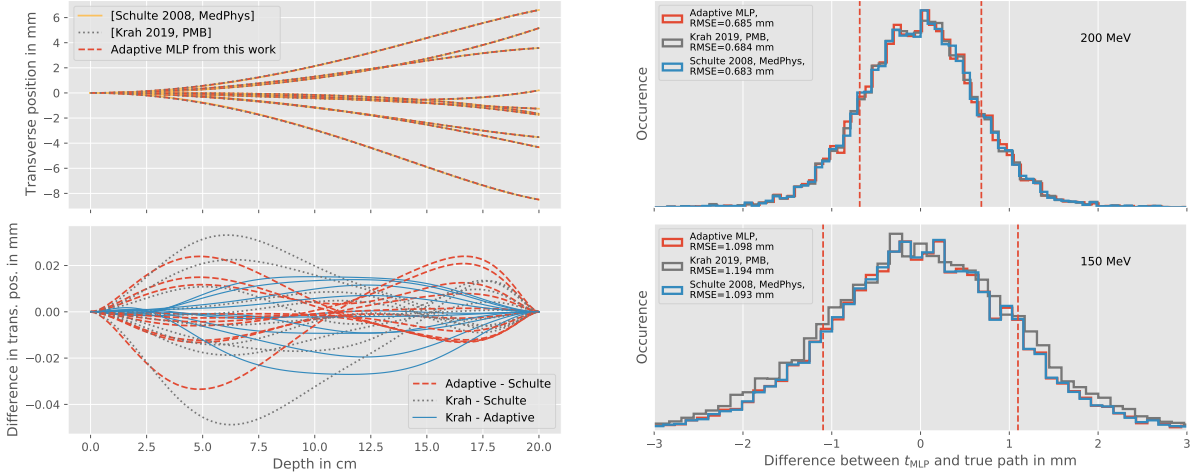 [Schulte 2008, MedPhys]
[Krah 2019, PMB]
Adaptive MLP from this work
Transverse position in mm
6
4
2
0
−2
−4
−6
−8
Difference in trans. pos. in mm
0.02
0.00
−0.02
−0.04
Adaptive - Schulte
Krah - Schulte
Krah - Adaptive
0.0 2.5 5.0 7.5 10.0 12.5 15.0 17.5 20.0
Depth in cm
Adaptive MLP,
RMSE=0.685 mm
Krah 2019, PMB,
RMSE=0.684 mm
Schulte 2008, MedPhys,
RMSE=0.683 mm
200 MeV
Occurence
Adaptive MLP,
RMSE=1.098 mm
Krah 2019, PMB,
RMSE=1.194 mm
Schulte 2008, MedPhys,
RMSE=1.093 mm
150 MeV
Occurence
−3 −2 −1 0 1 2 3
Difference between tMLP and true path in mm